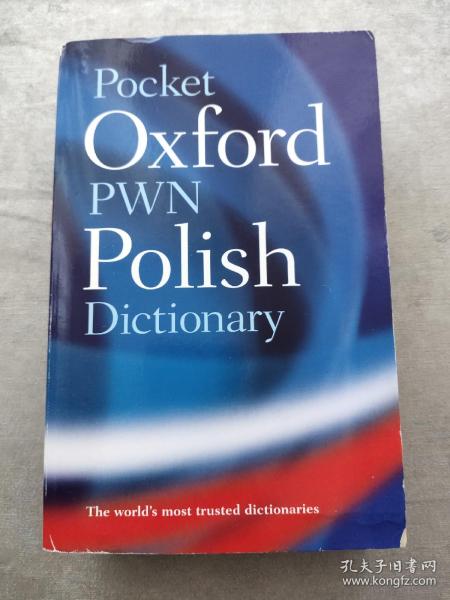 Pocket
Oxford
PWN
Polish
Dictionary
The world's most trusted dictionaries
孔夫子旧书网
www.kongfz.com